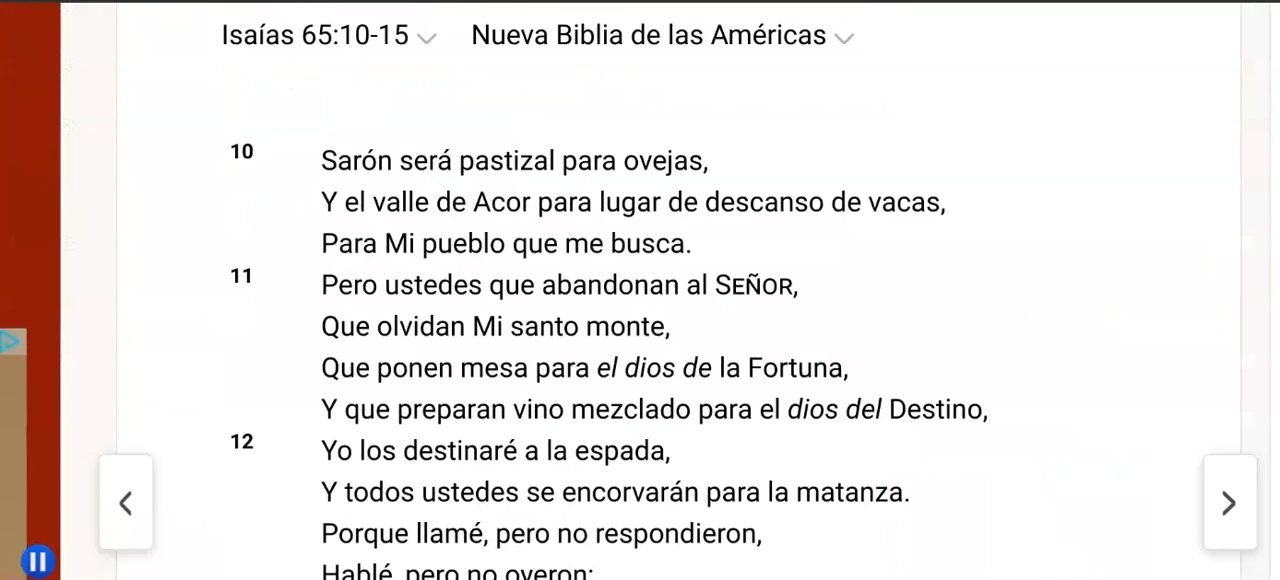 Isaías 65:10-15 Nueva Biblia de las Américas
10 Sarón será pastizal para ovejas,
Y el valle de Acor para lugar de descanso de vacas,
Para Mi pueblo que me busca.
11 Pero ustedes que abandonan al SEÑOR,
Que olvidan Mi santo monte,
Que ponen mesa para el dios de la Fortuna,
Y que preparan vino mezclado para el dios del Destino,
12 Yo los destinaré a la espada,
Y todos ustedes se encorvarán para la matanza.
Porque llamé, pero no respondieron,
Hablé, pero no oyeron;